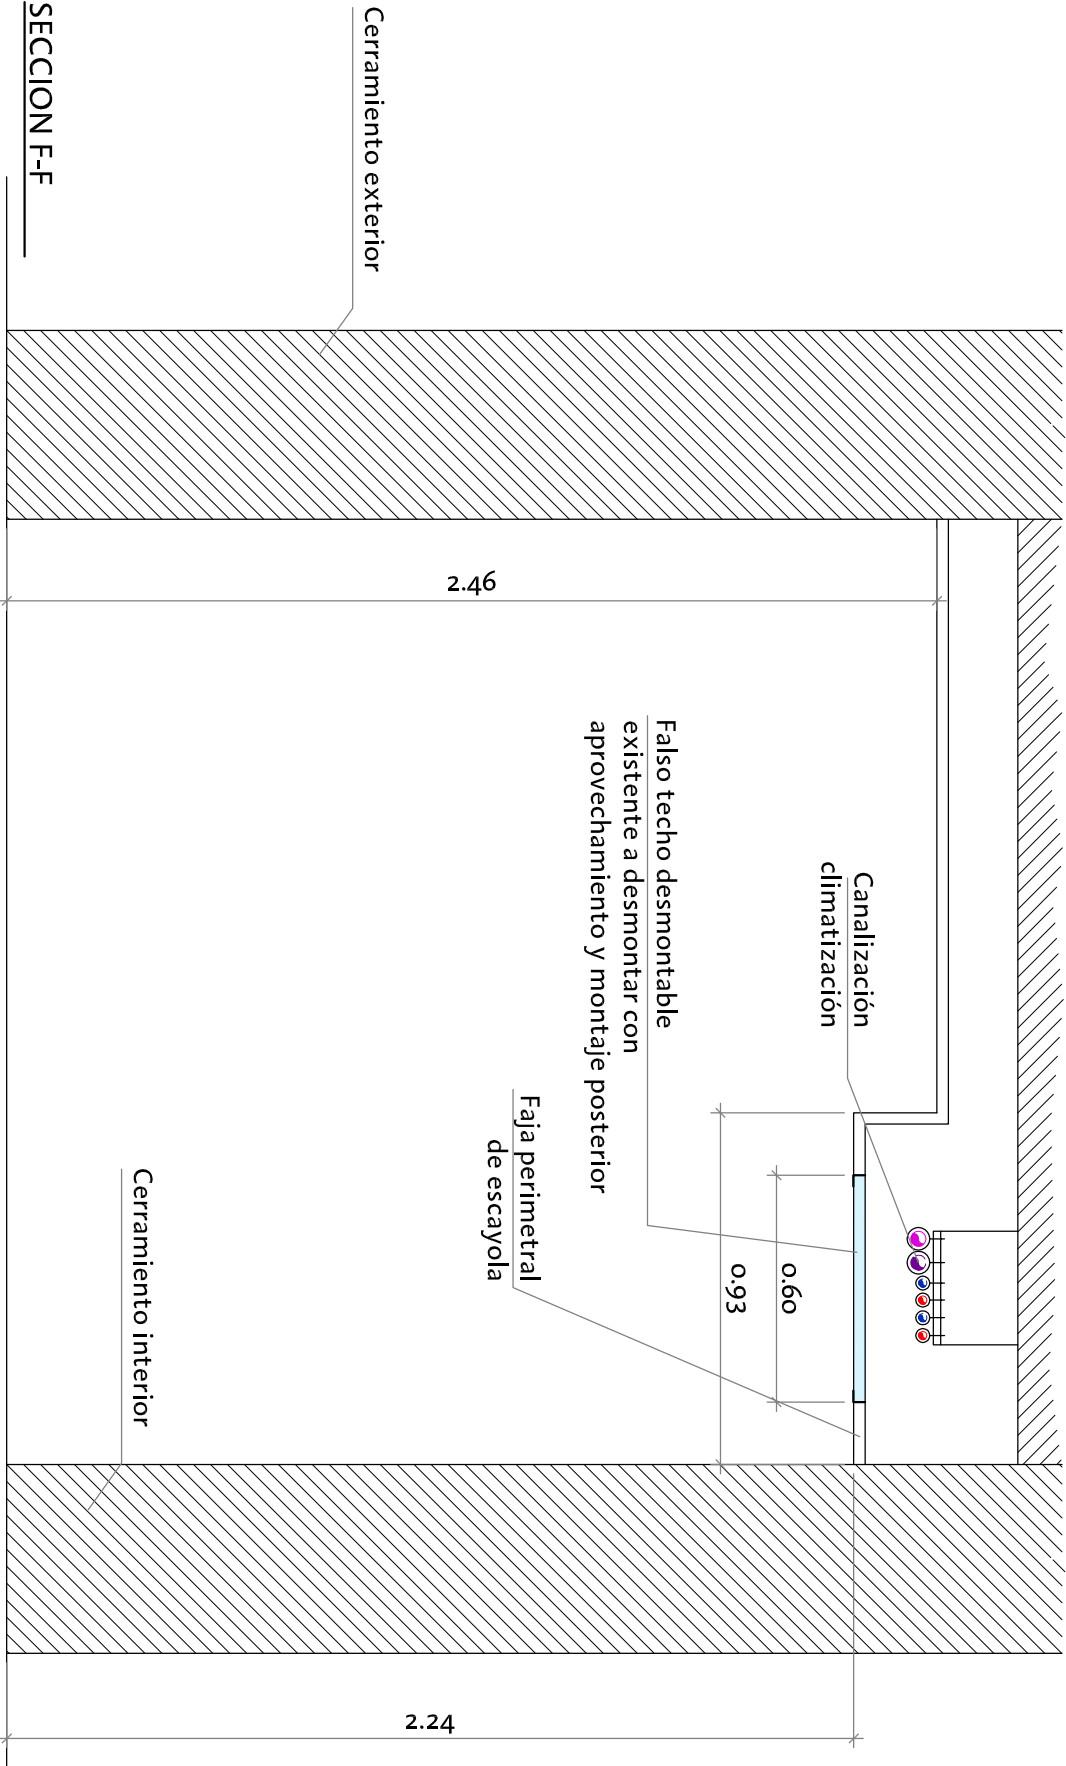 Cerramiento exterior
2.46
Canalización
climatización
Falso techo desmontable
existente a desmontar con
aprovechamiento y montaje posterior
0.60
0.93
Faja perimetral
de escayola
Cerramiento interior
2.24
SECCION F-F